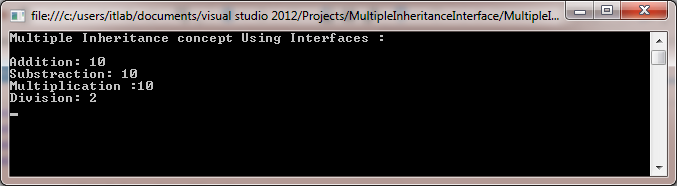 file:///c:/users/itlab/documents/visual studio 2012/Projects/MultipleInheritanceInterface/MultipleI...
Multiple Inheritance concept Using Interfaces :
Addition: 10
Substraction: 10
Multiplication :10
Division: 2